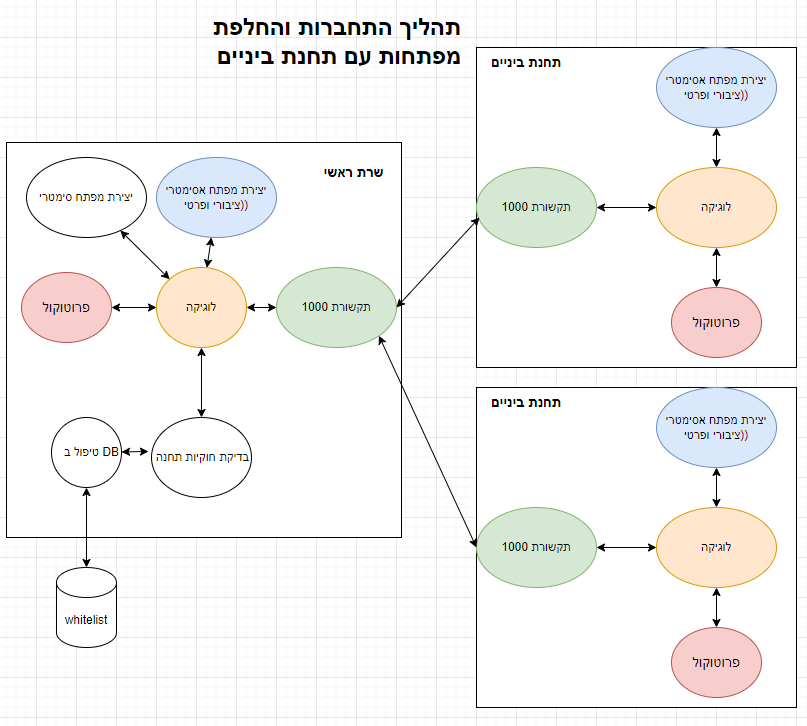 תהליך התחברות והחלפת
מפתחות עם תחנת ביניים
שרת ראשי
יצירת מפתח אסימטרי
((ציבורי ופרטי
יצירת מפתח סימטרי
תקשורת 1000
לוגיקה
פרוטוקול
בדיקת חוקיות תחנה
טיפול ב DB
whitelist
תחנת ביניים
יצירת מפתח אסימטרי
((ציבורי ופרטי
תקשורת 1000
לוגיקה
פרוטוקול
תחנת ביניים
יצירת מפתח אסימטרי
((ציבורי ופרטי
תקשורת 1000
לוגיקה
פרוטוקול